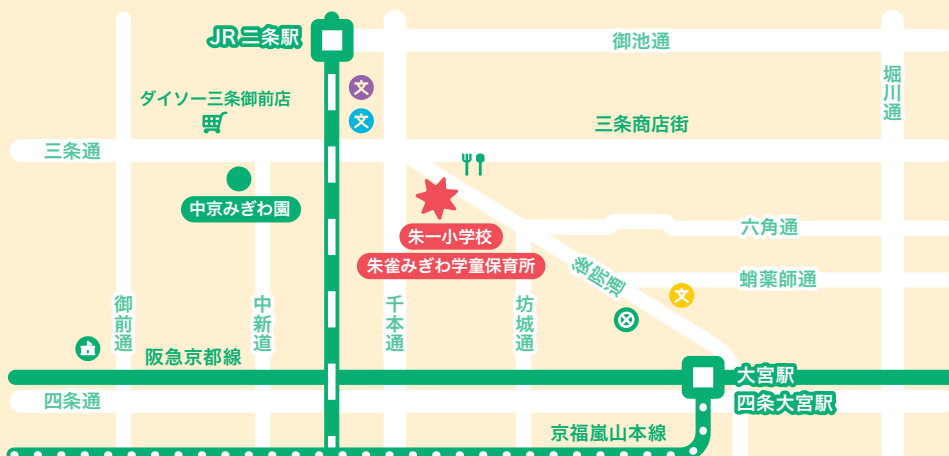 JR 二条駅
御池通
堀川通
ダイソー三条御前店
文
文
三条商店街
三条通
中京みぎわ園
朱一小学校
朱雀みぎわ学童保育所
六角通
後院通
蛸薬師通
文
御前通
中新道
千本通
坊城通
阪急京都線
大宮駅
四条通
四条大宮駅
京福嵐山本線